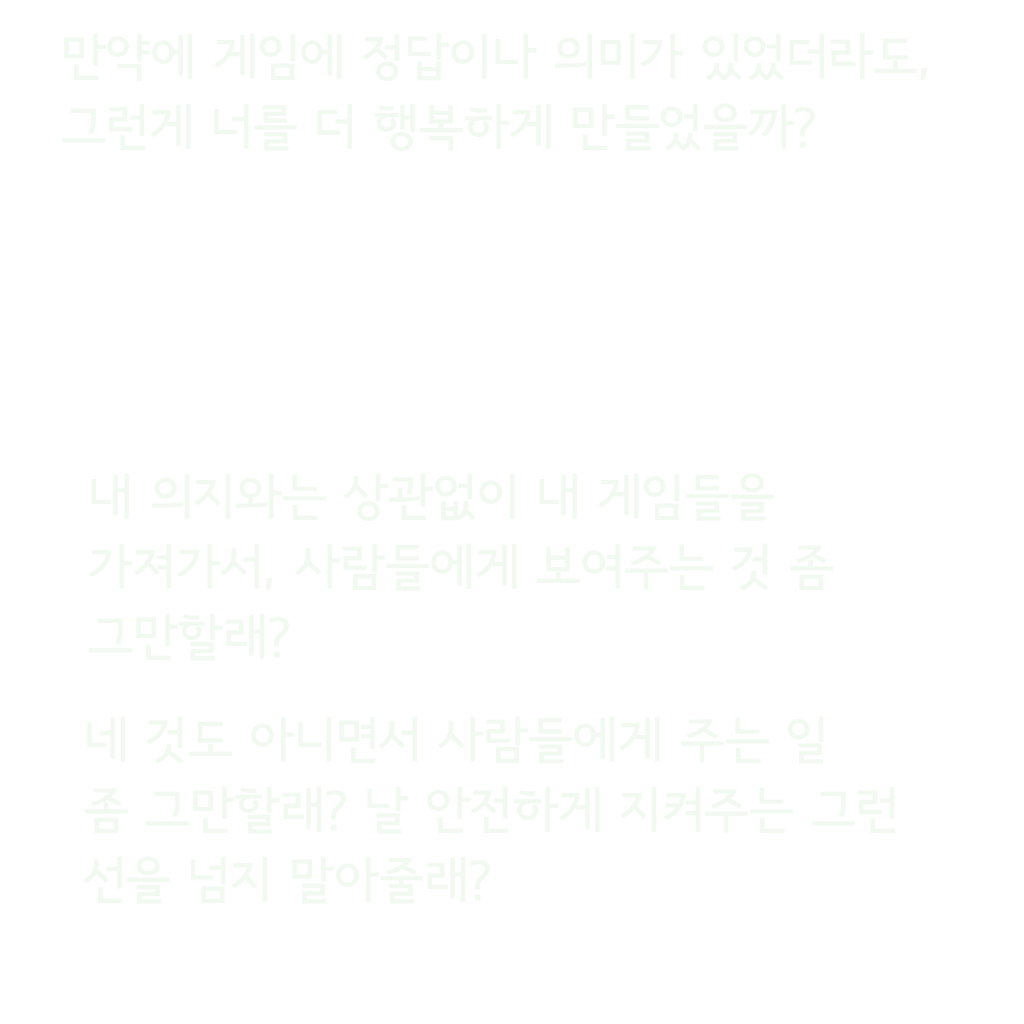 만약에 게임에 정답이나 의미가 있었더라도,
그런게 너를 더 행복하게 만들었을까?
내 의지와는 상관없이 내 게임들을
가져가서, 사람들에게 보여주는 것 좀
그만할래?
네 것도 아니면서 사람들에게 주는 일
좀 그만할래? 날 안전하게 지켜주는 그런
선을 넘지 말아줄래?